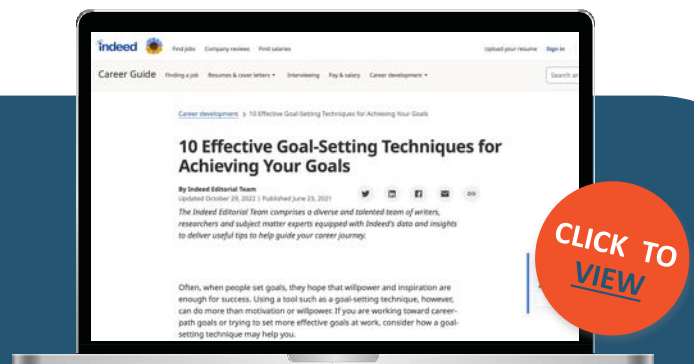 indeed Find jobs Company reviews Find salaries Upload your resume Sign in
Career Guide Finding a job Resumes & cover letters Interviewing Pay & salary Career development Search ar
Career development > 10 Effective Goal-Setting Techniques for Achieving Your Goals
10 Effective Goal-Setting Techniques for
Achieving Your Goals
By Indeed Editorial Team
Updated October 29, 2022 | Published June 23, 2021
The Indeed Editorial Team comprises a diverse and talented team of writers,
researchers and subject matter experts equipped with Indeed's data and insights
to deliver useful tips to help guide your career journey.
Often, when people set goals, they hope that willpower and inspiration are
enough for success. Using a tool such as a goal-setting technique, however,
can do more than motivation or willpower. If you are working toward career-
path goals or trying to set more effective goals at work, consider how a goal-
setting technique may help you.
CLICK TO
VIEW